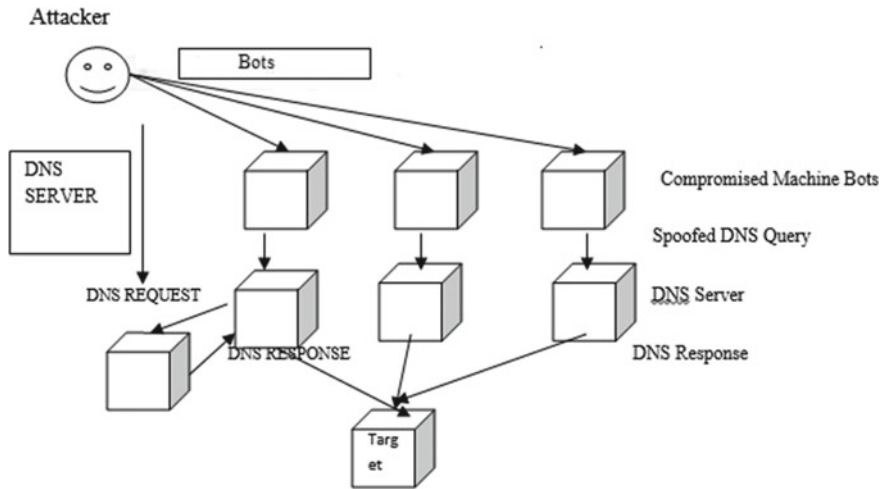 Attacker
Bots
DNS
SERVER
Compromised Machine Bots
Spoofed DNS Query
DNS REQUEST
DNS Server
DNS RESPONSE
DNS Response
Targ
et